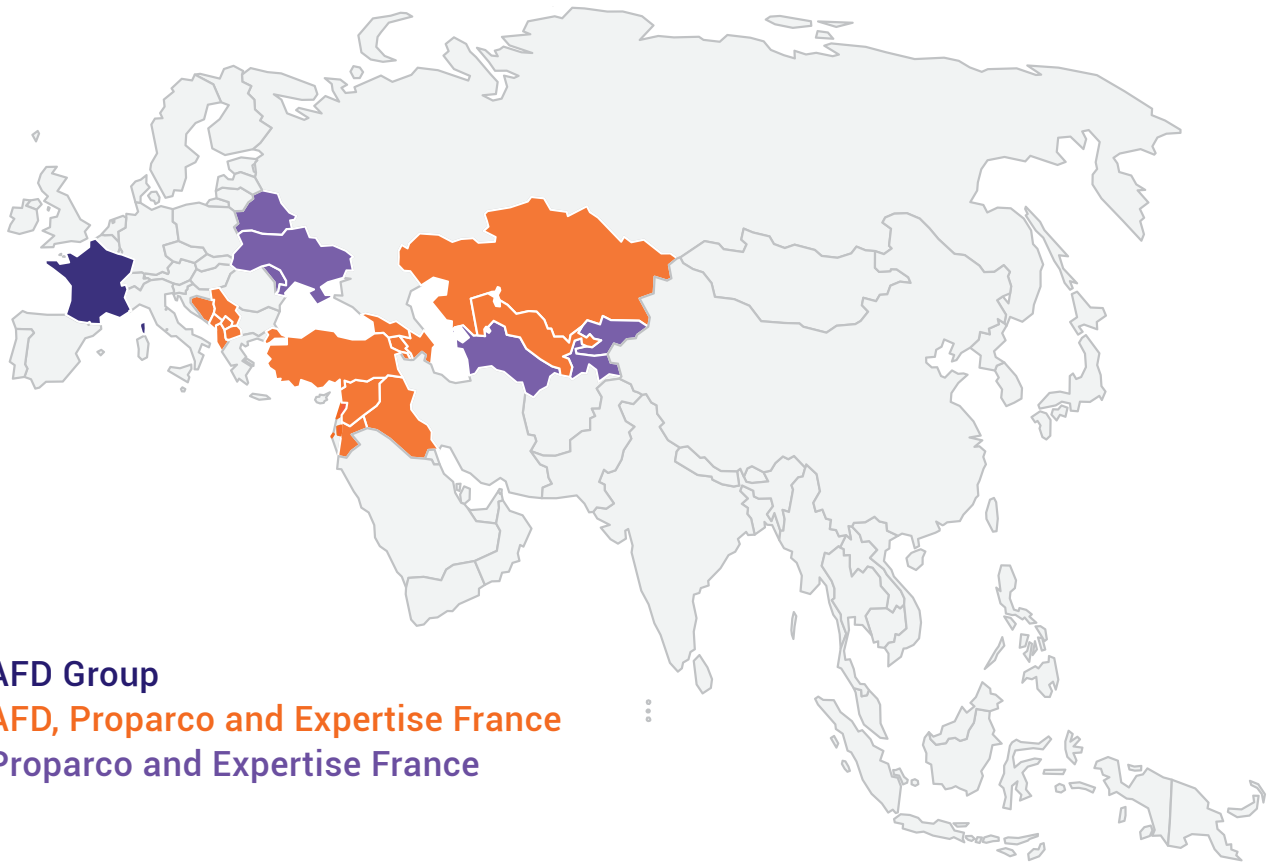 AFD Group
AFD, Proparco and Expertise France
Proparco and Expertise France